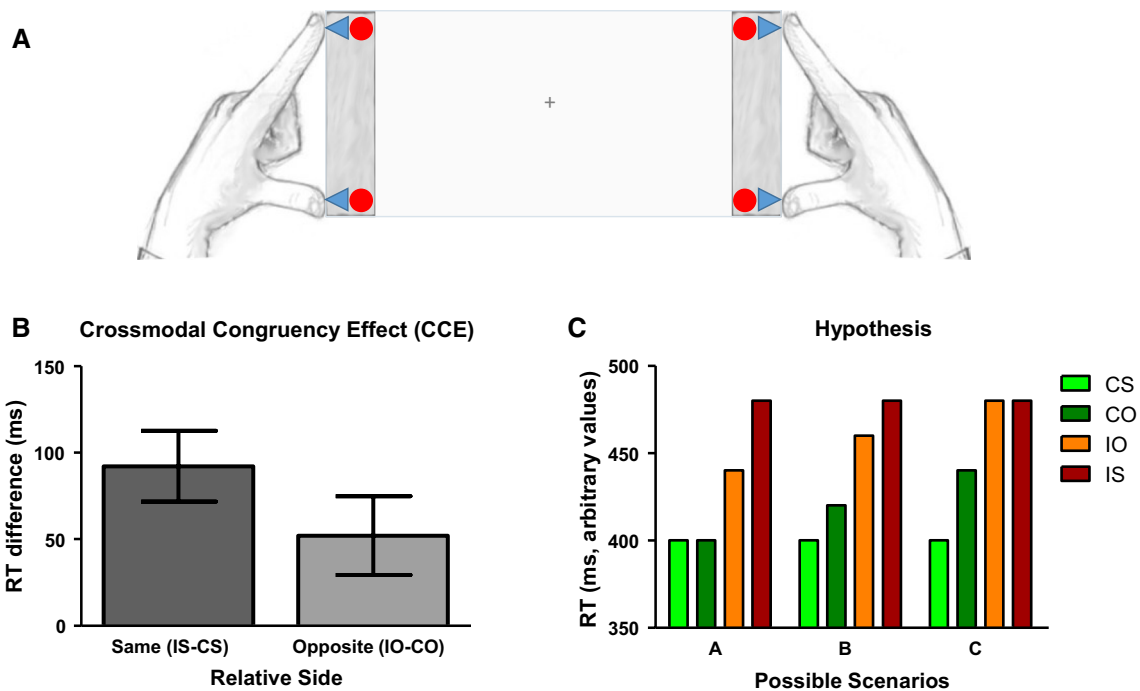 A
B
Crossmodal Congruency Effect (CCE)
150
100
50
0
RT difference (ms)
Same (IS-CS)
Opposite (IO-CO)
Relative Side
C
Hypothesis
500
450
400
350
RT (ms, arbitrary values)
A
B
C
Possible Scenarios
CS
CO
IO
IS